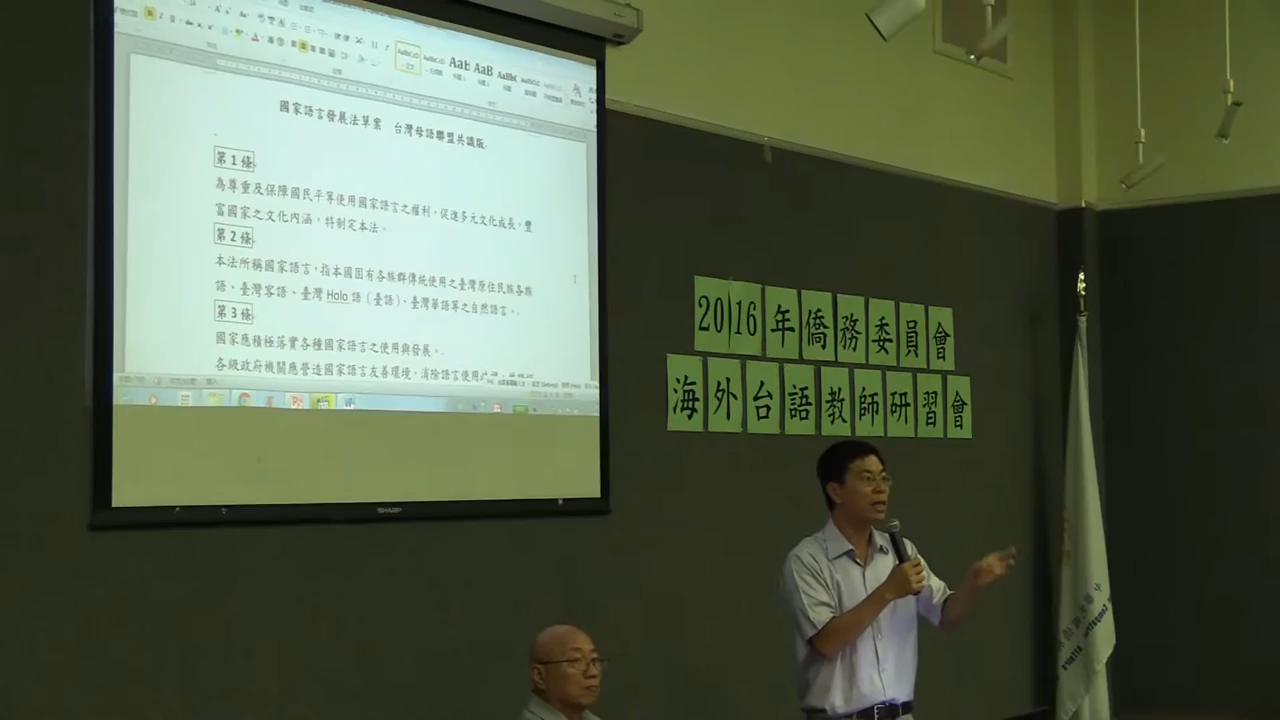 國家語言發展法草案 台灣母語聯盟共識版
第1條
為尊重及保障國民平等使用國家語言之權利，促進多元文化成長，豐
富國家之文化內涵，特制定本法。
第2條
本法所稱國家語言，指本國固有各族群傳統使用之臺灣原住民族各族
語、臺灣客語、臺灣 Holo 語（臺語）、臺灣華語等之自然語言。
第3條
國家應積極落實各種國家語言之使用與發展。
各級政府機關應營造國家語言友善環境，消除語言使用
SHARP
2016年僑務委員會
海外台語教師研習會